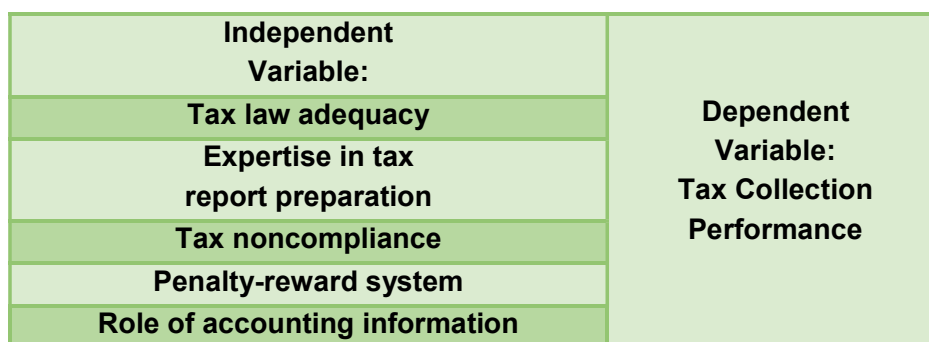 Independent
Variable:
Tax law adequacy
Expertise in tax
report preparation
Tax noncompliance
Penalty-reward system
Role of accounting information
Dependent
Variable:
Tax Collection
Performance